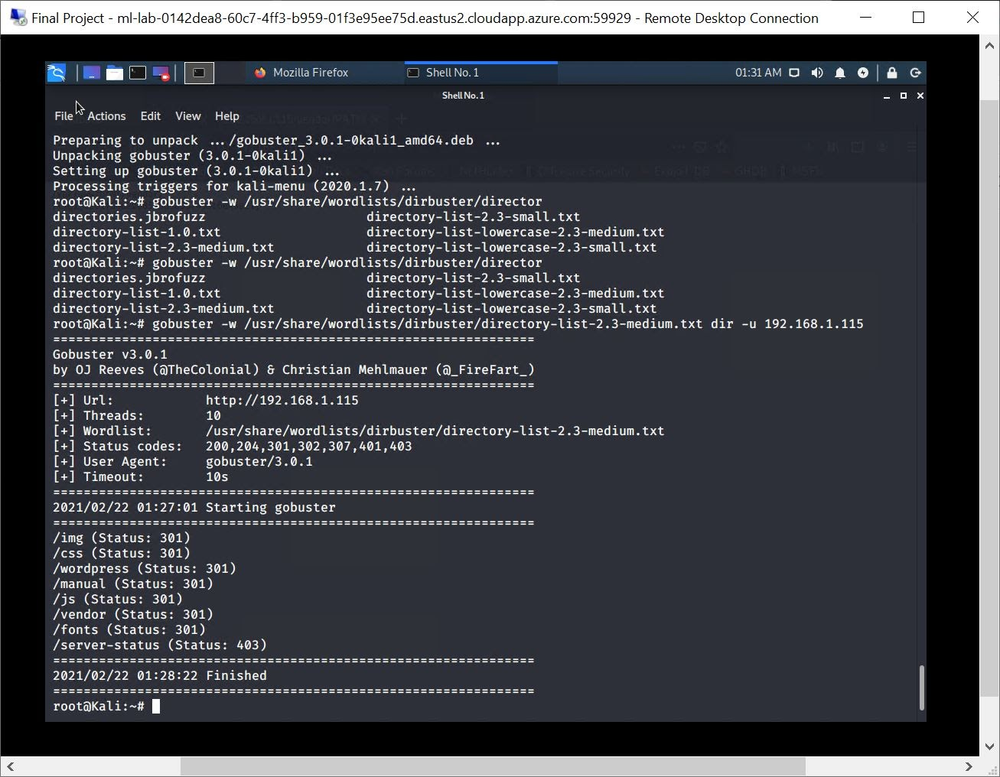 Final Project - ml-lab-0142dea8-60c7-4ff3-b959-01f3e95ee75d.eastus2.cloudapp.azure.com:59929 - Remote Desktop Connection
Mozilla Firefox
Shell No. 1
01:31 AM
Shell No. 1
File Actions Edit View Help
Preparing to unpack .../gobuster_3.0.1-0kali1_amd64.deb ...
Unpacking gobuster (3.0.1-0kali1) ...
Setting up gobuster (3.0.1-0kali1) ...
Processing triggers for kali-menu (2020.1.7) ...
root@Kali:~# gobuster -w /usr/share/wordlists/dirbuster/director
directories.jbrofuzz directory-list-2.3-small.txt
directory-list-1.0.txt directory-list-lowercase-2.3-medium.txt
directory-list-2.3-medium.txt directory-list-lowercase-2.3-small.txt
root@Kali:~# gobuster -w /usr/share/wordlists/dirbuster/director
directories.jbrofuzz directory-list-2.3-small.txt
directory-list-1.0.txt directory-list-lowercase-2.3-medium.txt
directory-list-2.3-medium.txt directory-list-lowercase-2.3-small.txt
root@Kali:~# gobuster -w /usr/share/wordlists/dirbuster/directory-list-2.3-medium.txt dir -u 192.168.1.115
===============================================================
Gobuster v3.0.1
by OJ Reeves (@TheColonial) & Christian Mehlmauer (@_FireFart_)
===============================================================
[+] Url: http://192.168.1.115
[+] Threads: 10
[+] Wordlist: /usr/share/wordlists/dirbuster/directory-list-2.3-medium.txt
[+] Status codes: 200,204,301,302,307,401,403
[+] User Agent: gobuster/3.0.1
[+] Timeout: 10s
===============================================================
2021/02/22 01:27:01 Starting gobuster
===============================================================
/img (Status: 301)
/css (Status: 301)
/wordpress (Status: 301)
/manual (Status: 301)
/js (Status: 301)
/vendor (Status: 301)
/fonts (Status: 301)
/server-status (Status: 403)
===============================================================
2021/02/22 01:28:22 Finished
===============================================================
root@Kali:~#